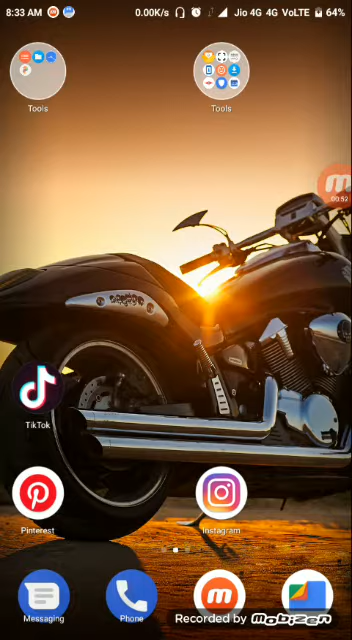 8:33 AM 0.00K/s Jio 4G 4G VoLTE 64%
Tools Tools
00:52
TikTok
Pinterest Instagram
Messaging Phone
Recorded by Mobizen